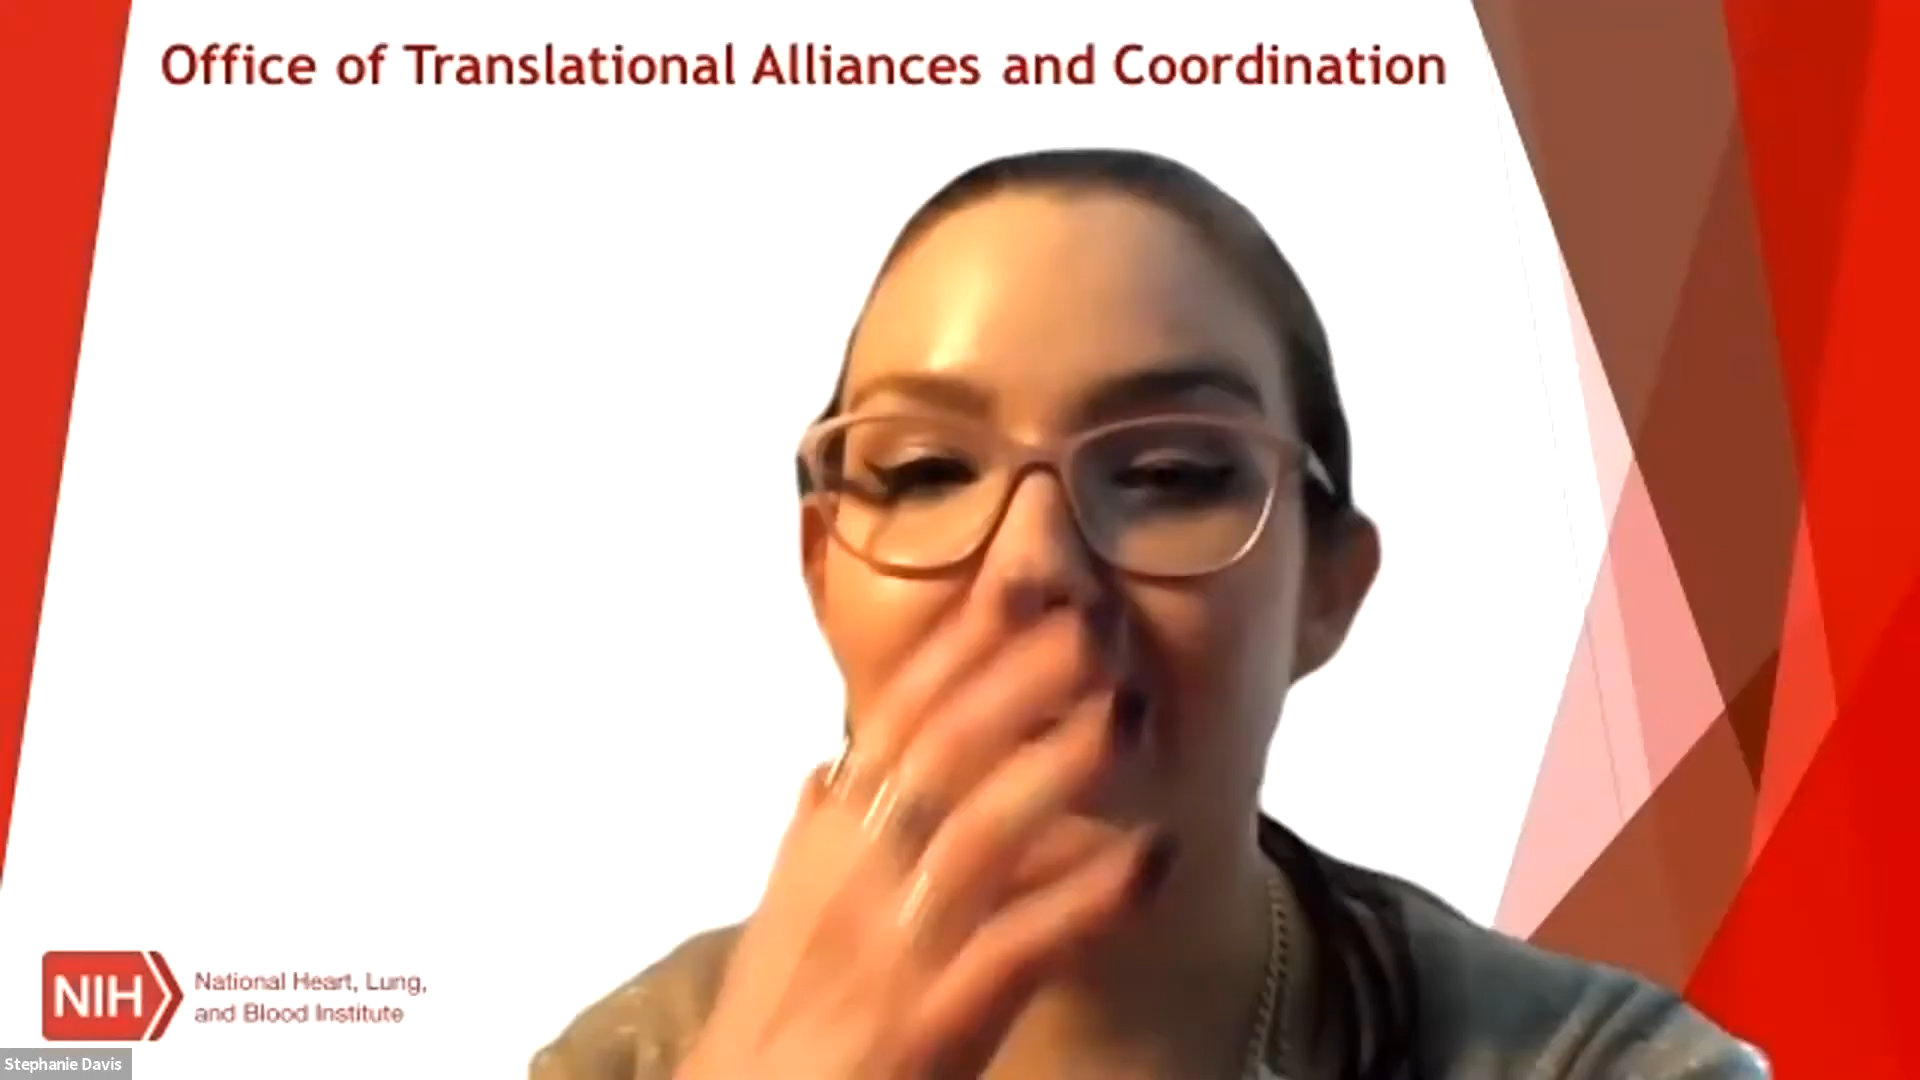 Office of Translational Alliances and Coordination
NIH
National Heart, Lung,
and Blood Institute
Stephanie Davis